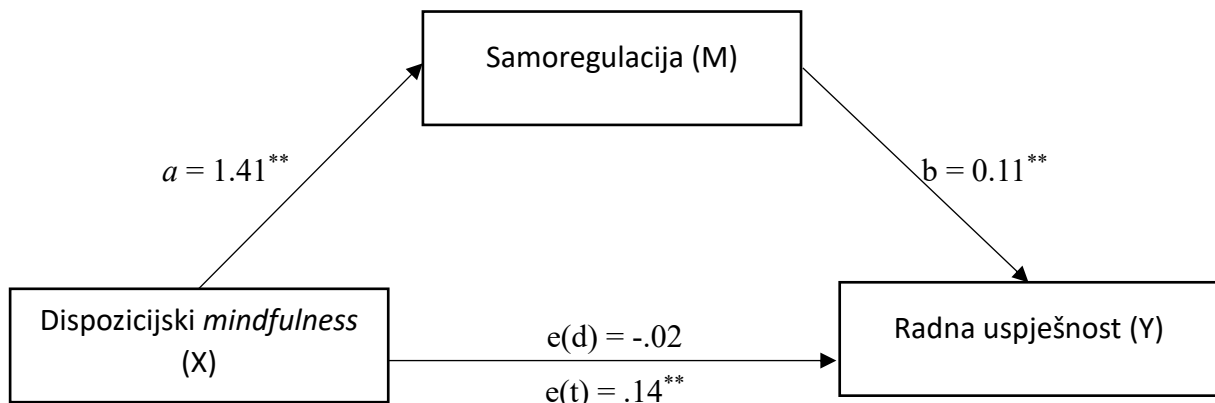 Samoregulacija (M)
a = 1.41**
b = 0.11**
Dispozicijski mindfulness
(X)
e(d) = -.02
e(t) = .14**
Radna uspješnost (Y)